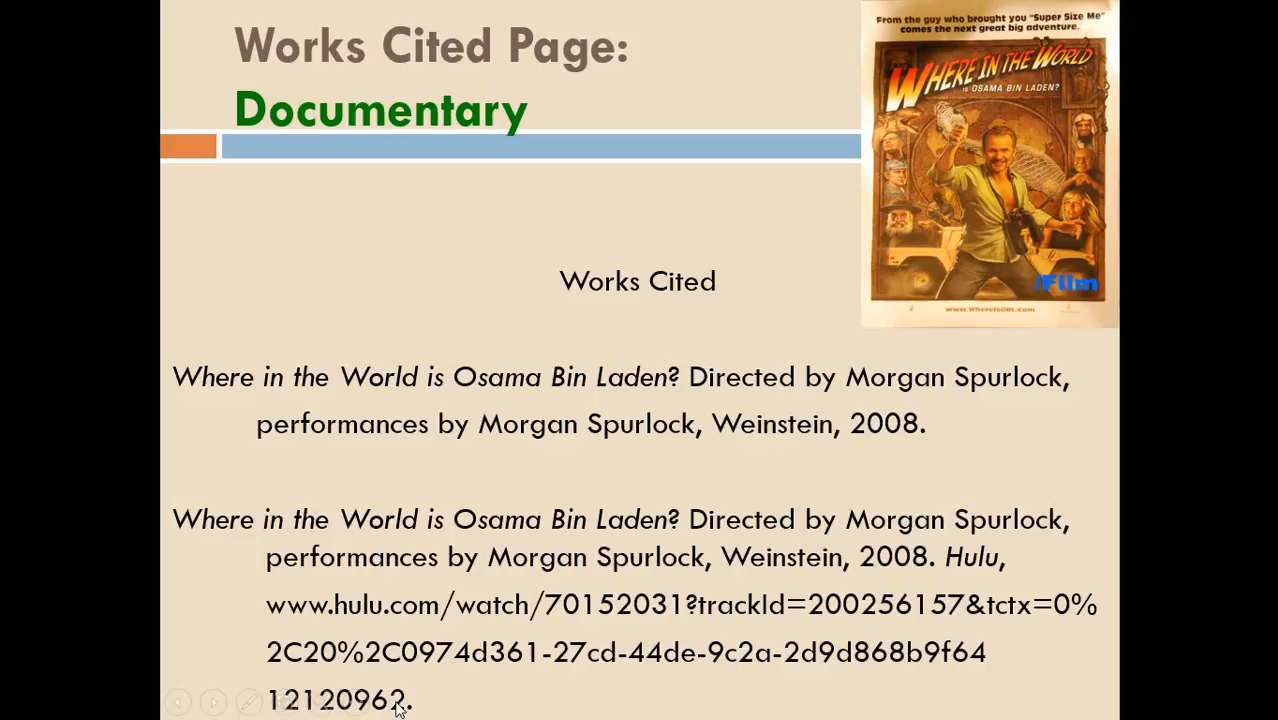 Works Cited Page:
Documentary
From the guy who brought you "Super Size Me"
comes the next great big adventure.
WHERE IN THE WORLD
IS OSAMA BIN LADEN?
/Film
www.WhereIsOBL.com
Works Cited
Where in the World is Osama Bin Laden? Directed by Morgan Spurlock,
performances by Morgan Spurlock, Weinstein, 2008.
Where in the World is Osama Bin Laden? Directed by Morgan Spurlock,
performances by Morgan Spurlock, Weinstein, 2008. Hulu,
www.hulu.com/watch/70152031?trackId=200256157&tctx=0%
2C20%2C0974d361-27cd-44de-9c2a-2d9d868b9f64
12120962.